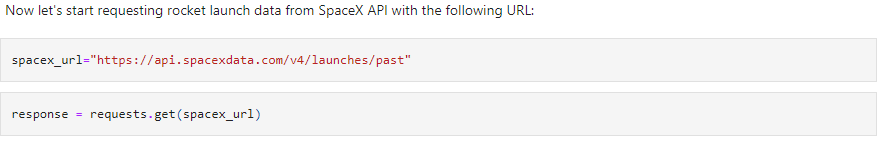 Now let's start requesting rocket launch data from SpaceX API with the following URL:
spacex_url="https://api.spacexdata.com/v4/launches/past"
response = requests.get(spacex_url)